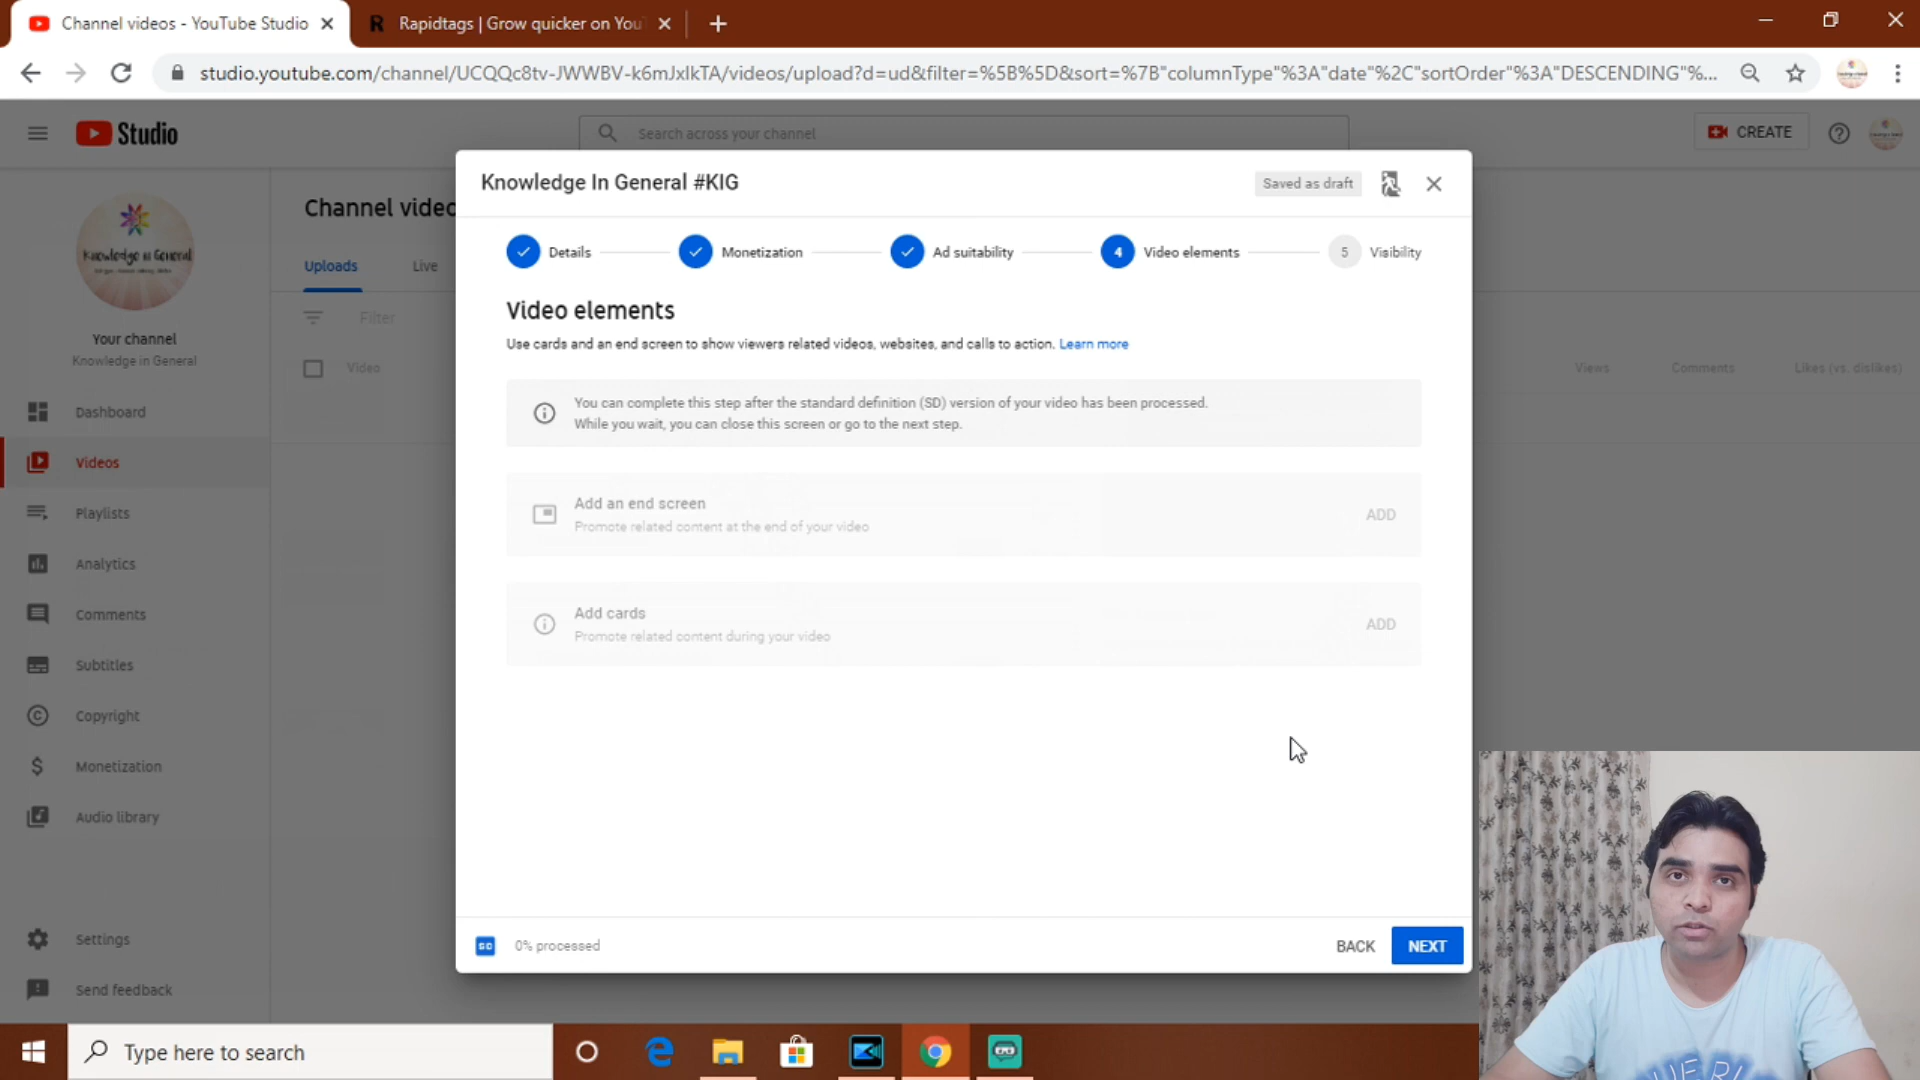 Channel videos - YouTube Studio
Rapidtags | Grow quicker on You
studio.youtube.com/channel/UCQQc8tv-JWWBV-k6mJxIkTA/videos/upload?d=ud&filter=%5B%5D&sort=%7B"columnType"%3A"date"%2C"sortOrder"%3A"DESCENDING"%...
Studio
Search across your channel
CREATE
Knowledge In General #KIG
Saved as draft
Channel videos
Details
Monetization
Ad suitability
4
Video elements
5
Visibility
Knowledge in General
Uploads
Live
Video elements
Filter
Your channel
Knowledge in General
Use cards and an end screen to show viewers related videos, websites, and calls to action. Learn more
Video
Views
Comments
Likes (vs. dislikes)
You can complete this step after the standard definition (SD) version of your video has been processed.
While you wait, you can close this screen or go to the next step.
Dashboard
Videos
Playlists
Analytics
Comments
Subtitles
Copyright
Monetization
Audio library
Settings
Send feedback
Add an end screen
Promote related content at the end of your video
ADD
Add cards
Promote related content during your video
ADD
SD
0% processed
BACK
NEXT
Type here to search